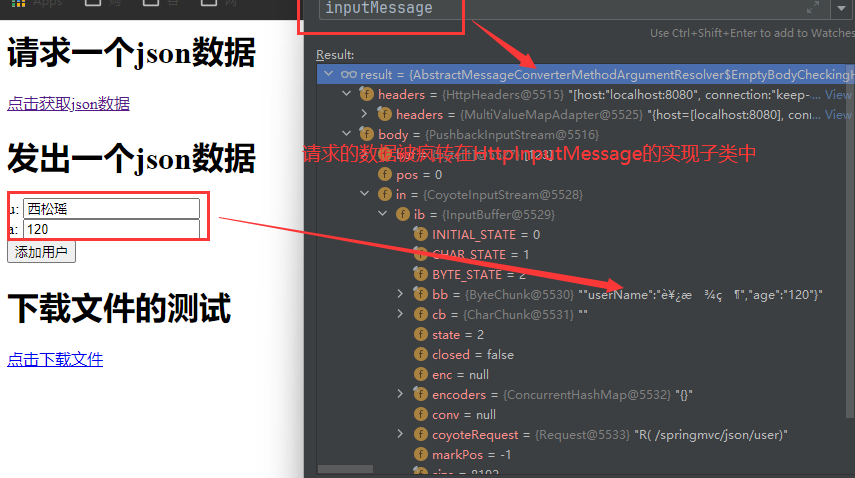 Apps
请求一个json数据
点击获取json数据
发出一个json数据
u: 西松瑶
a: 120
添加用户
下载文件的测试
点击下载文件
inputMessage
Use Ctrl+Shift+Enter to add to Watches
Result:
result = {AbstractMessageConverterMethodArgumentResolver$EmptyBodyCheckingH
headers = {HttpHeaders@5515} "[host:"localhost:8080", connection:"keep-... View
headers = {MultiValueMapAdapter@5525} "{host=[localhost:8080], conn... View
body = {PushbackInputStream@5516}
请求的数据被 在HttpInputMessage的实现子类中
[123]
pos = 0
in = {CoyoteInputStream@5528}
ib = {InputBuffer@5529}
INITIAL_STATE = 0
CHAR_STATE = 1
BYTE_STATE = 2
bb = {ByteChunk@5530} ""userName":"è¥¿æ ¾ç ¶","age":"120"}"
cb = {CharChunk@5531} ""
state = 2
closed = false
enc = null
encoders = {ConcurrentHashMap@5532} "{}"
conv = null
coyoteRequest = {Request@5533} "R( /springmvc/json/user)"
markPos = -1
size = 8192